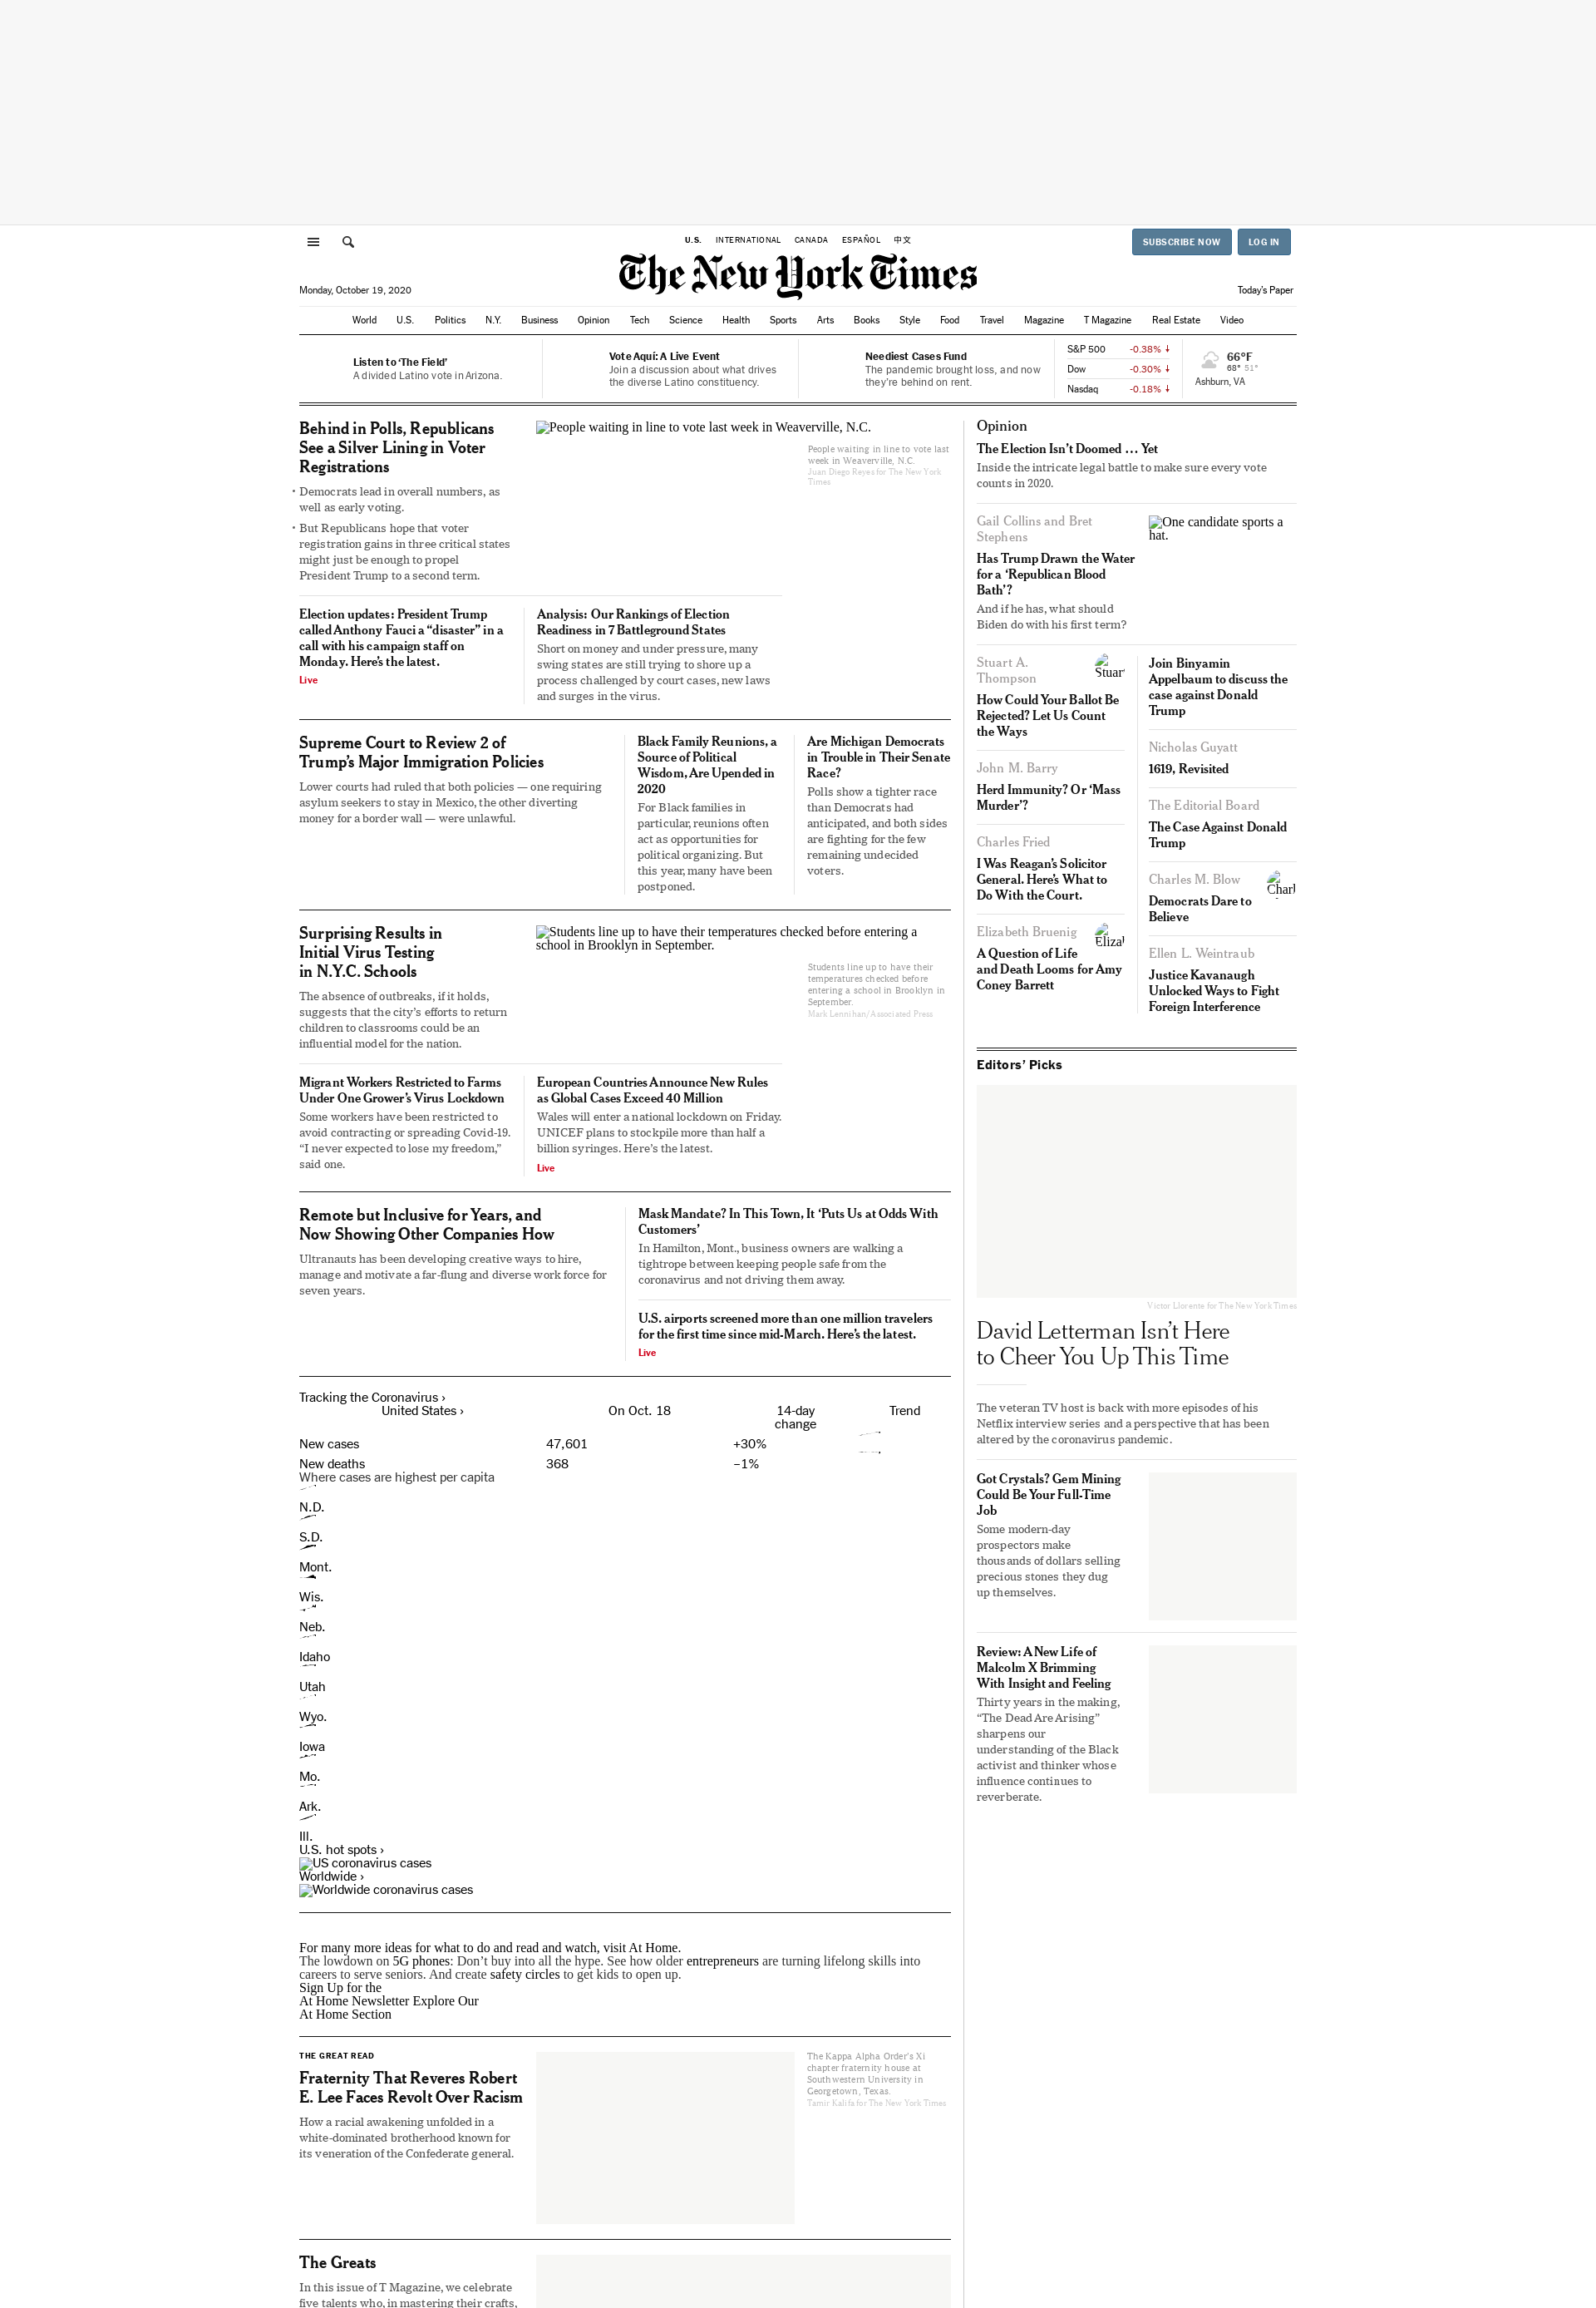 U.S. INTERNATIONAL CANADA ESPAÑOL 中文
SUBSCRIBE NOW LOG IN
The New York Times
Monday, October 19, 2020
Today's Paper
World U.S. Politics N.Y. Business Opinion Tech Science Health Sports Arts Books Style Food Travel Magazine T Magazine Real Estate Video
Listen to ‘The Field’
A divided Latino vote in Arizona.
Vote Aquí: A Live Event
Join a discussion about what drives
the diverse Latino constituency.
Neediest Cases Fund
The pandemic brought loss, and now
they’re behind on rent.
S&P 500 -0.38%
Dow -0.30%
Nasdaq -0.18%
66°F
68° 51°
Ashburn, VA
Behind in Polls, Republicans
See a Silver Lining in Voter
Registrations
• Democrats lead in overall numbers, as
well as early voting.
• But Republicans hope that voter
registration gains in three critical states
might just be enough to propel
President Trump to a second term.
People waiting in line to vote last week in Weaverville, N.C.
People waiting in line to vote last
week in Weaverville, N.C.
Juan Diego Reyes for The New York
Times
Election updates: President Trump
called Anthony Fauci a “disaster” in a
call with his campaign staff on
Monday. Here’s the latest.
Live
Analysis: Our Rankings of Election
Readiness in 7 Battleground States
Short on money and under pressure, many
swing states are still trying to shore up a
process challenged by court cases, new laws
and surges in the virus.
Supreme Court to Review 2 of
Trump’s Major Immigration Policies
Lower courts had ruled that both policies — one requiring
asylum seekers to stay in Mexico, the other diverting
money for a border wall — were unlawful.
Black Family Reunions, a
Source of Political
Wisdom, Are Upended in
2020
For Black families in
particular, reunions often
act as opportunities for
political organizing. But
this year, many have been
postponed.
Are Michigan Democrats
in Trouble in Their Senate
Race?
Polls show a tighter race
than Democrats had
anticipated, and both sides
are fighting for the few
remaining undecided
voters.
Surprising Results in
Initial Virus Testing
in N.Y.C. Schools
The absence of outbreaks, if it holds,
suggests that the city’s efforts to return
children to classrooms could be an
influential model for the nation.
Students line up to have their temperatures checked before entering a
school in Brooklyn in September.
Students line up to have their
temperatures checked before
entering a school in Brooklyn in
September.
Mark Lennihan/Associated Press
Migrant Workers Restricted to Farms
Under One Grower’s Virus Lockdown
Some workers have been restricted to
avoid contracting or spreading Covid-19.
“I never expected to lose my freedom,”
said one.
European Countries Announce New Rules
as Global Cases Exceed 40 Million
Wales will enter a national lockdown on Friday.
UNICEF plans to stockpile more than half a
billion syringes. Here’s the latest.
Live
Remote but Inclusive for Years, and
Now Showing Other Companies How
Ultranauts has been developing creative ways to hire,
manage and motivate a far-flung and diverse work force for
seven years.
Mask Mandate? In This Town, It ‘Puts Us at Odds With
Customers’
In Hamilton, Mont., business owners are walking a
tightrope between keeping people safe from the
coronavirus and not driving them away.
U.S. airports screened more than one million travelers
for the first time since mid-March. Here’s the latest.
Live
Tracking the Coronavirus ›
United States › On Oct. 18 14-day
change Trend
New cases 47,601 +30%
New deaths 368 −1%
Where cases are highest per capita
N.D.
S.D.
Mont.
Wis.
Neb.
Idaho
Utah
Wyo.
Iowa
Mo.
Ark.
Ill.
U.S. hot spots ›
US coronavirus cases
Worldwide ›
Worldwide coronavirus cases
For many more ideas for what to do and read and watch, visit At Home.
The lowdown on 5G phones: Don’t buy into all the hype. See how older entrepreneurs are turning lifelong skills into
careers to serve seniors. And create safety circles to get kids to open up.
Sign Up for the
At Home Newsletter Explore Our
At Home Section
THE GREAT READ
Fraternity That Reveres Robert
E. Lee Faces Revolt Over Racism
How a racial awakening unfolded in a
white-dominated brotherhood known for
its veneration of the Confederate general.
The Kappa Alpha Order’s Xi
chapter fraternity house at
Southwestern University in
Georgetown, Texas.
Tamir Kalifa for The New York Times
The Greats
In this issue of T Magazine, we celebrate
five talents who, in mastering their crafts,
Opinion
The Election Isn’t Doomed … Yet
Inside the intricate legal battle to make sure every vote
counts in 2020.
Gail Collins and Bret
Stephens
Has Trump Drawn the Water
for a ‘Republican Blood
Bath’?
And if he has, what should
Biden do with his first term?
One candidate sports a
hat.
Stuart A.
Thompson
Stuart
How Could Your Ballot Be
Rejected? Let Us Count
the Ways
John M. Barry
Herd Immunity? Or ‘Mass
Murder’?
Charles Fried
I Was Reagan’s Solicitor
General. Here’s What to
Do With the Court.
Elizabeth Bruenig
Elizab
A Question of Life
and Death Looms for Amy
Coney Barrett
Join Binyamin
Appelbaum to discuss the
case against Donald
Trump
Nicholas Guyatt
1619, Revisited
The Editorial Board
The Case Against Donald
Trump
Charles M. Blow
Charl
Democrats Dare to
Believe
Ellen L. Weintraub
Justice Kavanaugh
Unlocked Ways to Fight
Foreign Interference
Editors’ Picks
Victor Llorente for The New York Times
David Letterman Isn’t Here
to Cheer You Up This Time
The veteran TV host is back with more episodes of his
Netflix interview series and a perspective that has been
altered by the coronavirus pandemic.
Got Crystals? Gem Mining
Could Be Your Full-Time
Job
Some modern-day
prospectors make
thousands of dollars selling
precious stones they dug
up themselves.
Review: A New Life of
Malcolm X Brimming
With Insight and Feeling
Thirty years in the making,
“The Dead Are Arising”
sharpens our
understanding of the Black
activist and thinker whose
influence continues to
reverberate.